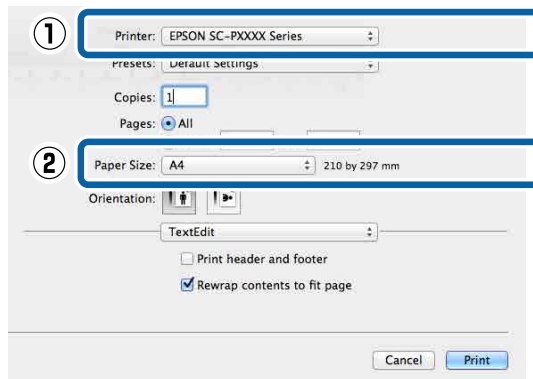 ①
Printer: EPSON SC-PXXXX Series
Presets: Default Settings
Copies: 1
Pages: All
②
Paper Size: A4 210 by 297 mm
Orientation:
TextEdit
Print header and footer
Rewrap contents to fit page
Cancel Print